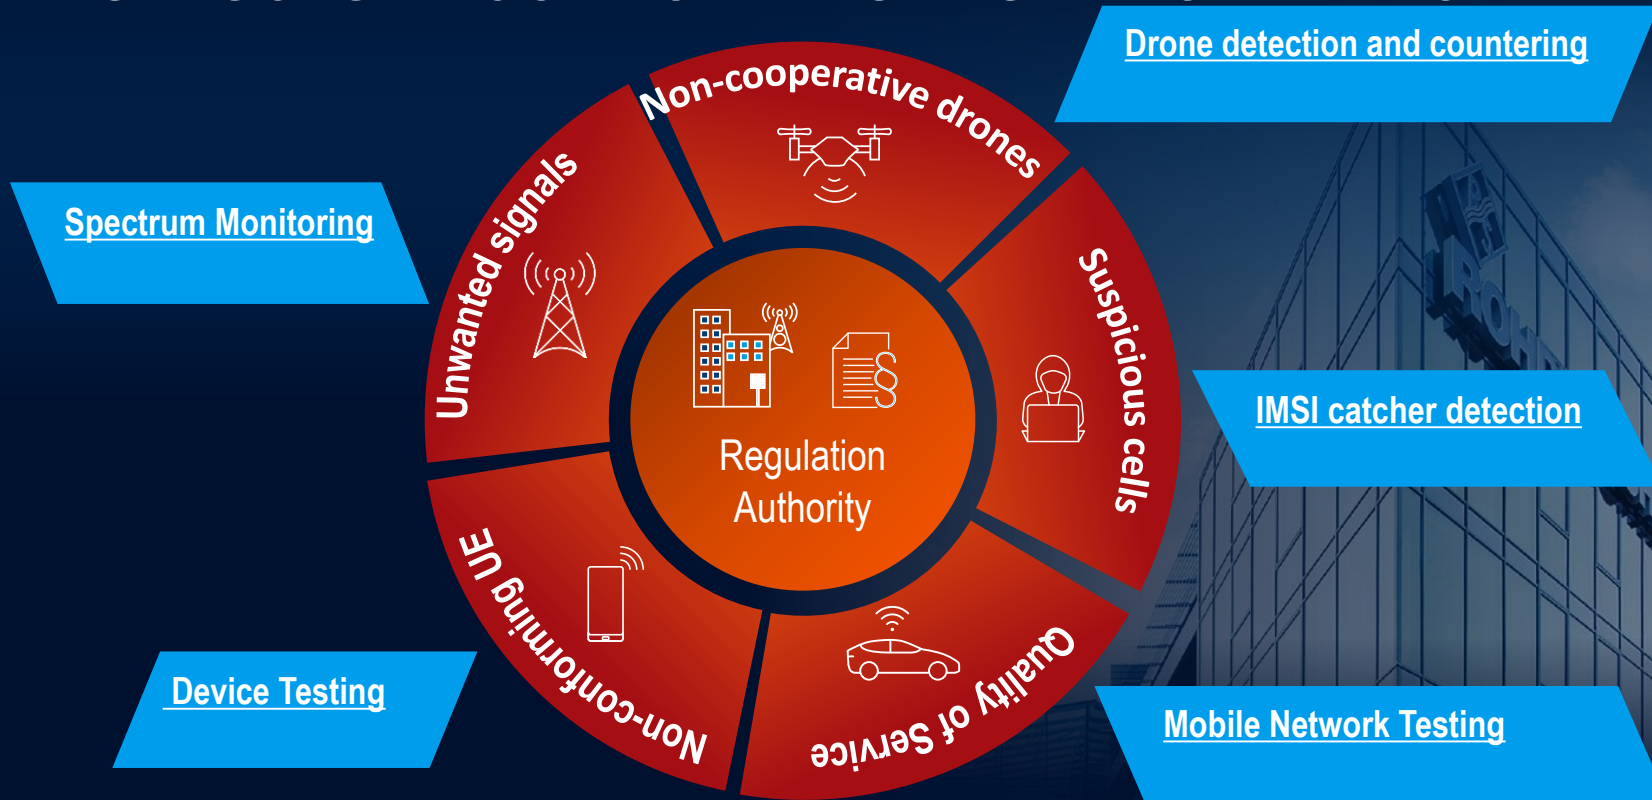 Drone detection and countering
Non-cooperative drones
Spectrum Monitoring
Unwanted signals
Suspicious cells
IMSI catcher detection
Regulation
Authority
Non-conforming UE
Quality of Service
Device Testing
Mobile Network Testing